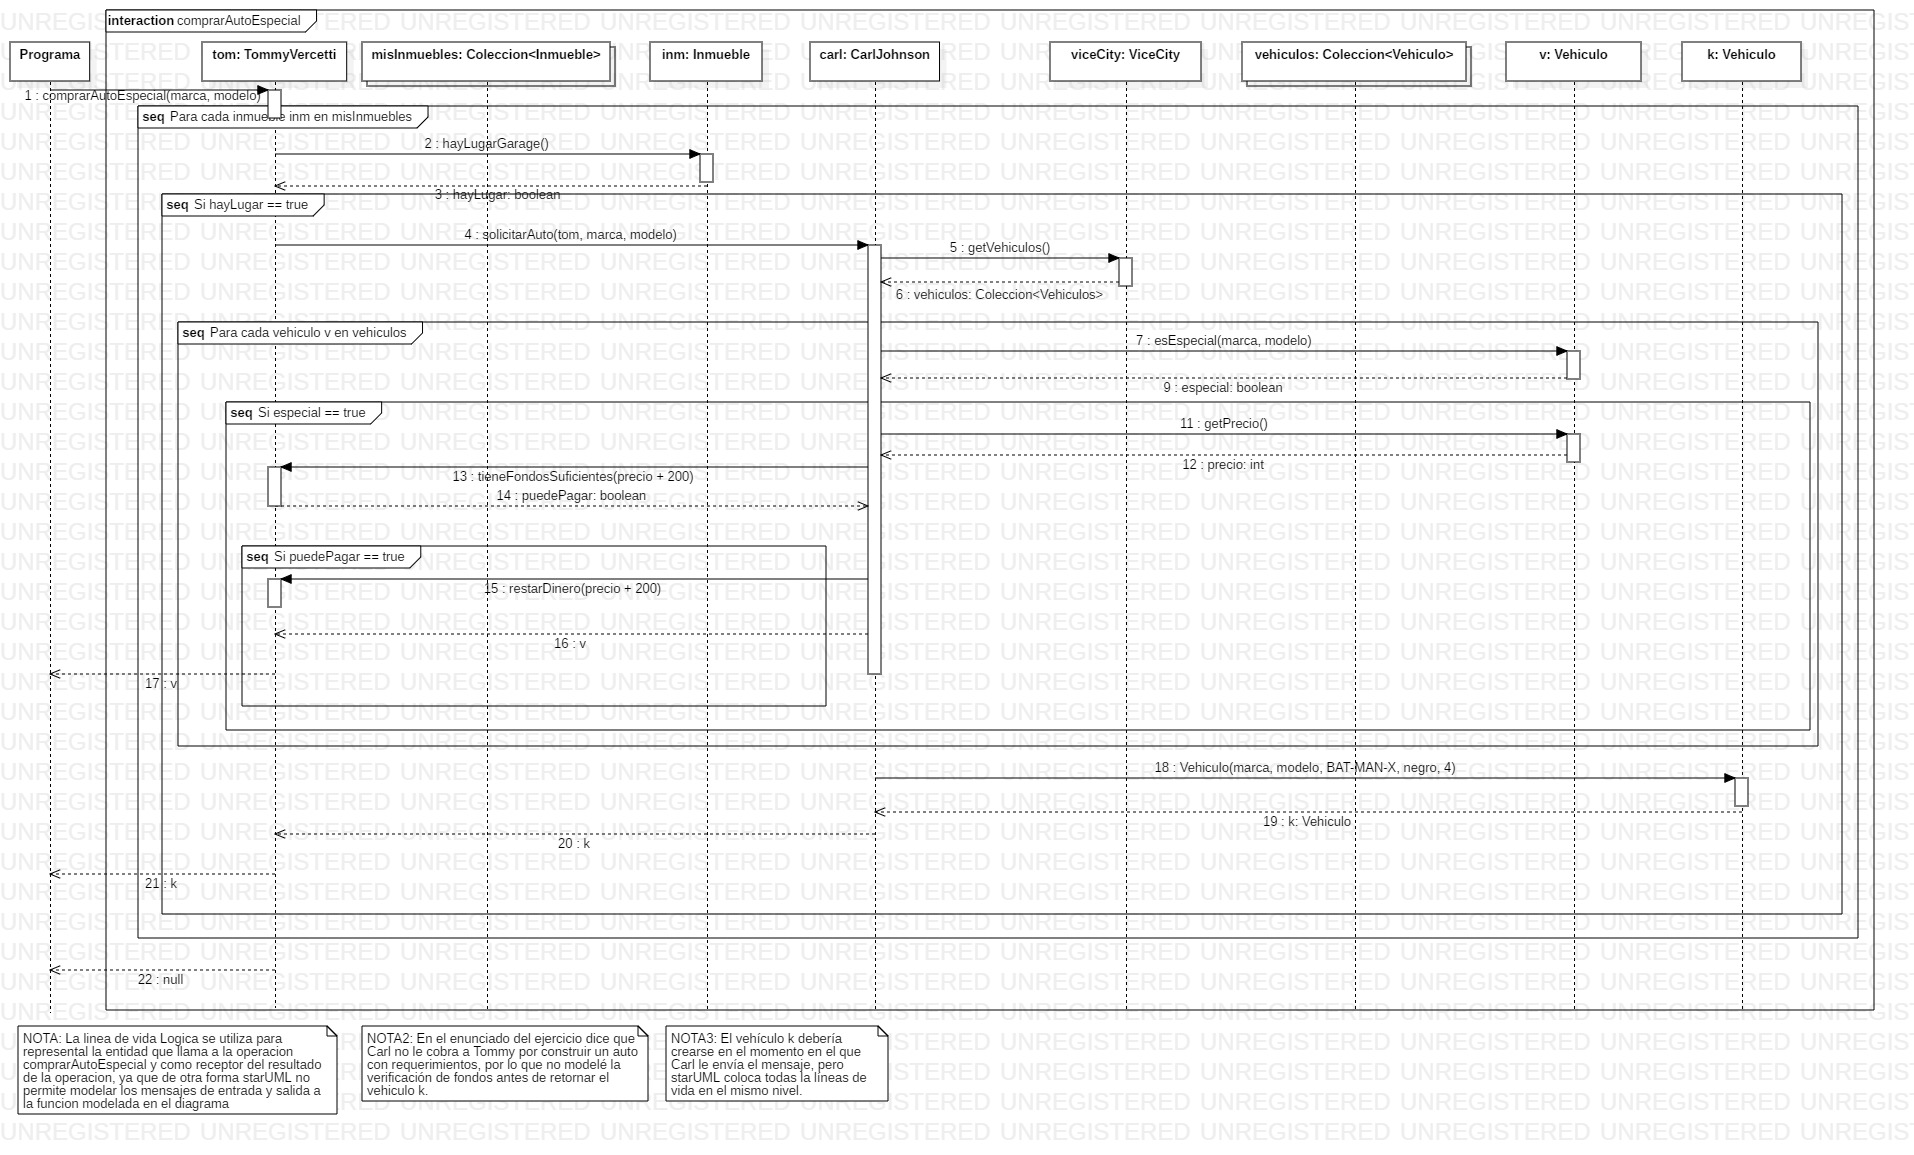 interaction comprarAutoEspecial
Programa
tom: TommyVercetti
misInmuebles: Coleccion<Inmueble>
inm: Inmueble
carl: CarlJohnson
viceCity: ViceCity
vehiculos: Coleccion<Vehiculo>
v: Vehiculo
k: Vehiculo
1 : comprarAutoEspecial(marca, modelo)
seq Para cada inmueble inm en misInmuebles
2 : hayLugarGarage()
3 : hayLugar: boolean
seq Si hayLugar == true
4 : solicitarAuto(tom, marca, modelo)
5 : getVehiculos()
6 : vehiculos: Coleccion<Vehiculos>
seq Para cada vehiculo v en vehiculos
7 : esEspecial(marca, modelo)
9 : especial: boolean
seq Si especial == true
11 : getPrecio()
12 : precio: int
13 : tieneFondosSuficientes(precio + 200)
14 : puedePagar: boolean
seq Si puedePagar == true
15 : restarDinero(precio + 200)
16 : v
17 : v
18 : Vehiculo(marca, modelo, BAT-MAN-X, negro, 4)
19 : k: Vehiculo
20 : k
21 : k
22 : null
NOTA: La linea de vida Logica se utiliza para
represental la entidad que llama a la operacion
comprarAutoEspecial y como receptor del resultado
de la operacion, ya que de otra forma starUML no
permite modelar los mensajes de entrada y salida a
la funcion modelada en el diagrama
NOTA2: En el enunciado del ejercicio dice que
Carl no le cobra a Tommy por construir un auto
con requerimientos, por lo que no modelé la
verificación de fondos antes de retornar el
vehiculo k.
NOTA3: El vehículo k debería
crearse en el momento en el que
Carl le envía el mensaje, pero
starUML coloca todas la líneas de
vida en el mismo nivel.